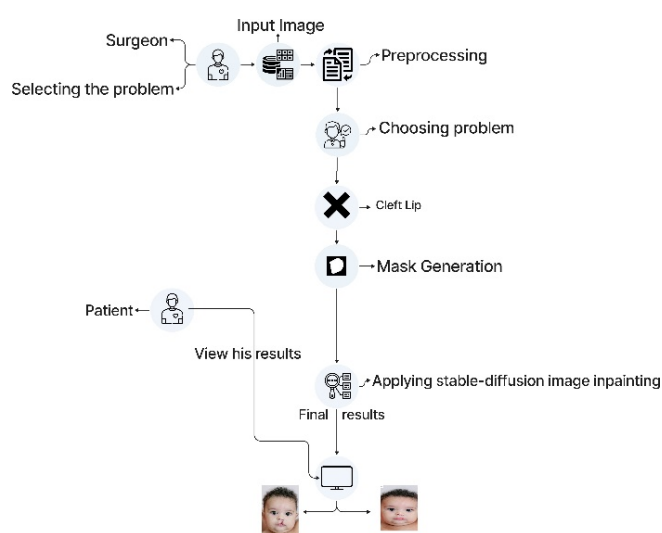 Input Image
Surgeon
Preprocessing
Selecting the problem
Choosing problem
Cleft Lip
Mask Generation
Patient
View his results
Applying stable-diffusion image inpainting
Final results